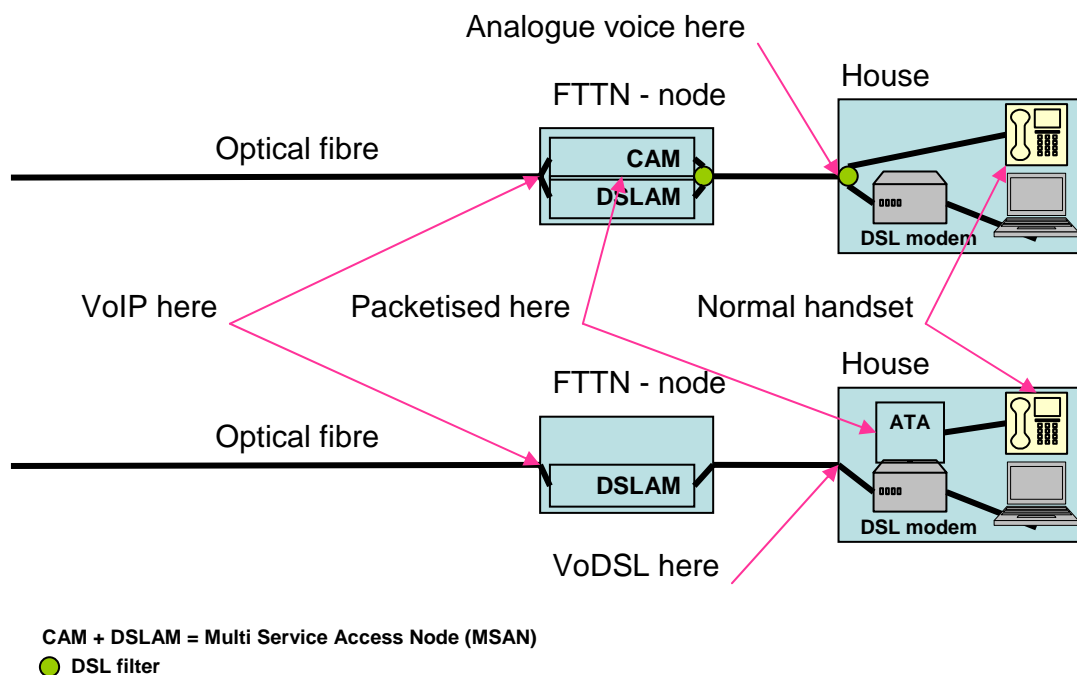 Analogue voice here
House
FTTN - node
Optical fibre
CAM
DSLAM
DSL modem
VoIP here
Packetised here
Normal handset
House
FTTN - node
Optical fibre
ATA
DSLAM
DSL modem
VoDSL here
CAM + DSLAM = Multi Service Access Node (MSAN)
DSL filter